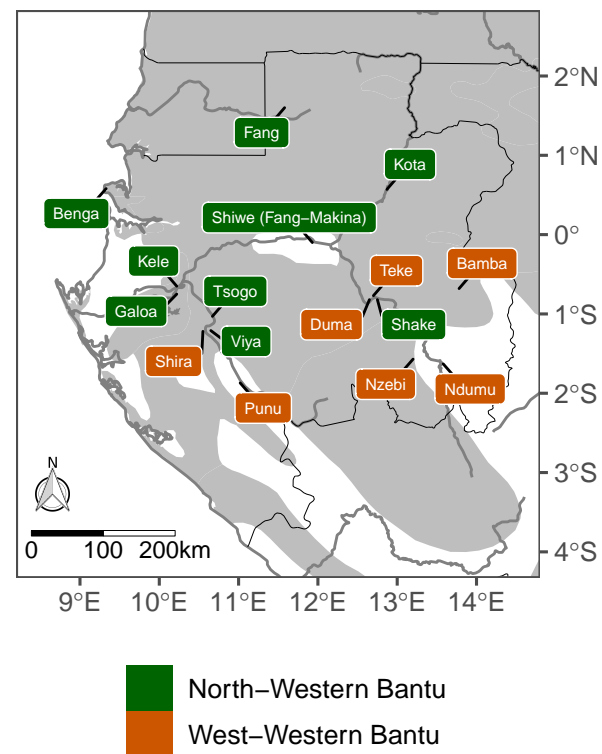 2°N
Fang
1°N
Kota
Benga
Shiwe (Fang−Makina)
0°
Kele
Teke
Bamba
Tsogo
Galoa
Duma
Shake
1°S
Viya
Shira
Nzebi
Ndumu
Punu
2°S
N
3°S
0 100 200km
4°S
9°E 10°E 11°E 12°E 13°E 14°E
North−Western Bantu
West−Western Bantu